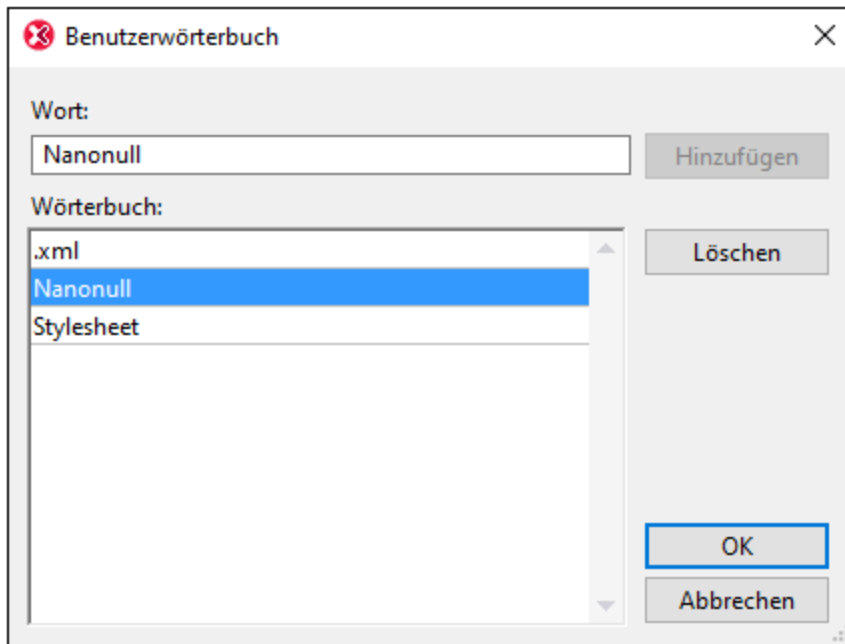 Benutzerwörterbuch
Wort:
Nanonull
Hinzufügen
Wörterbuch:
.xml
Löschen
Nanonull
Stylesheet
OK
Abbrechen